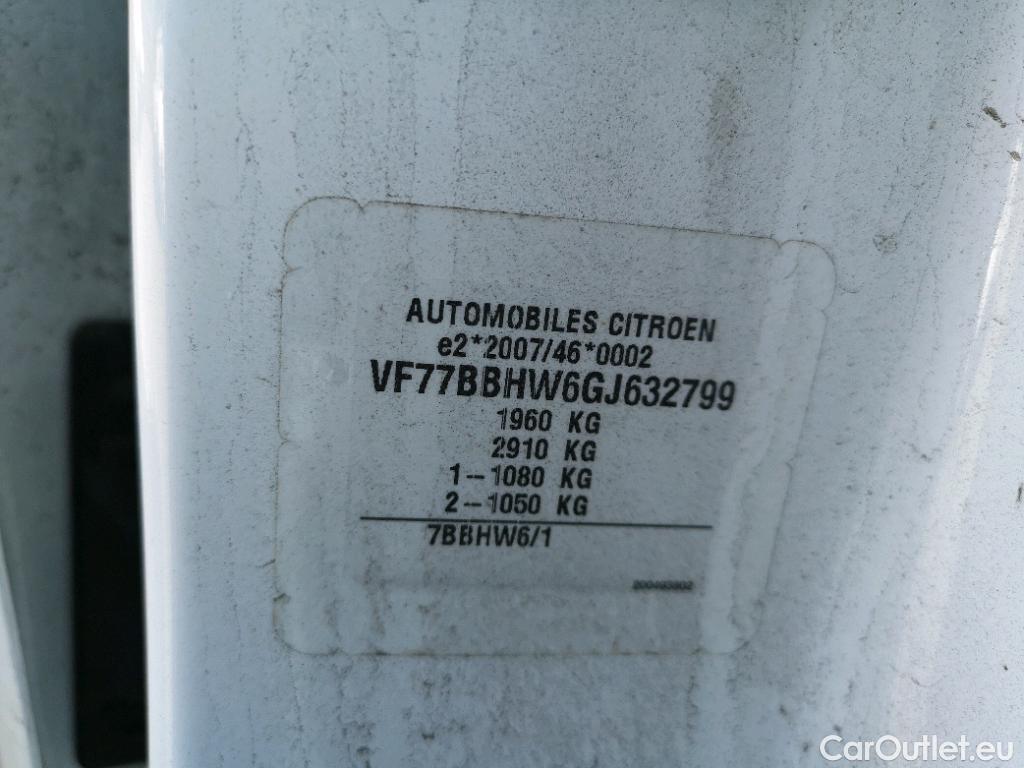 AUTOMOBILES CITROEN
e2*2007/46*0002
VF77BBHW6GJ632799
1960 KG
2910 KG
1-1080 KG
2-1050 KG
7BBHW6/1
CarOutlet.eu